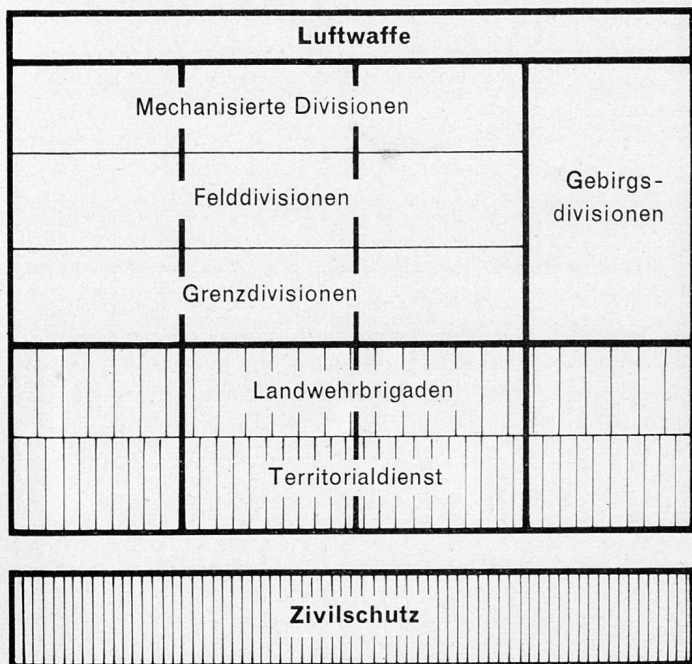 Luftwaffe
Mechanisierte Divisionen
Felddivisionen
Gebirgs-
divisionen
Grenzdivisionen
Landwehrbrigaden
Territorialdienst
Zivilschutz